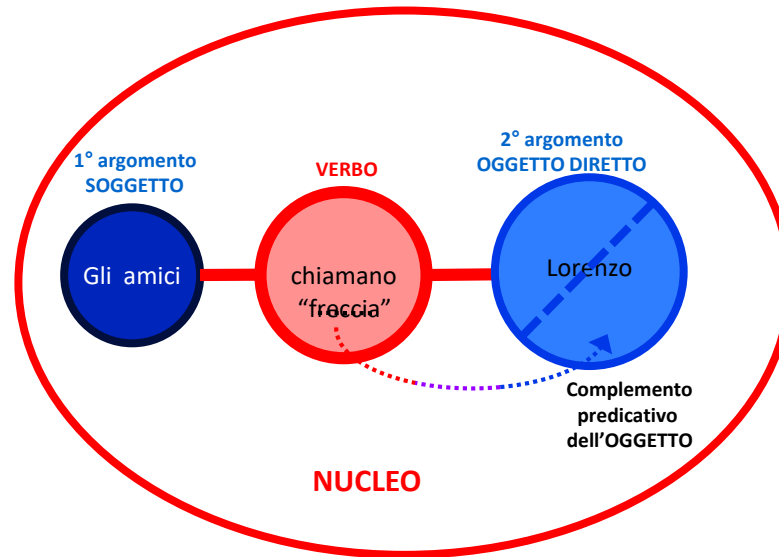 1° argomento
SOGGETTO
VERBO
2° argomento
OGGETTO DIRETTO
Gli amici
chiamano
“freccia”
Lorenzo
Complemento
predicativo
dell’OGGETTO
NUCLEO